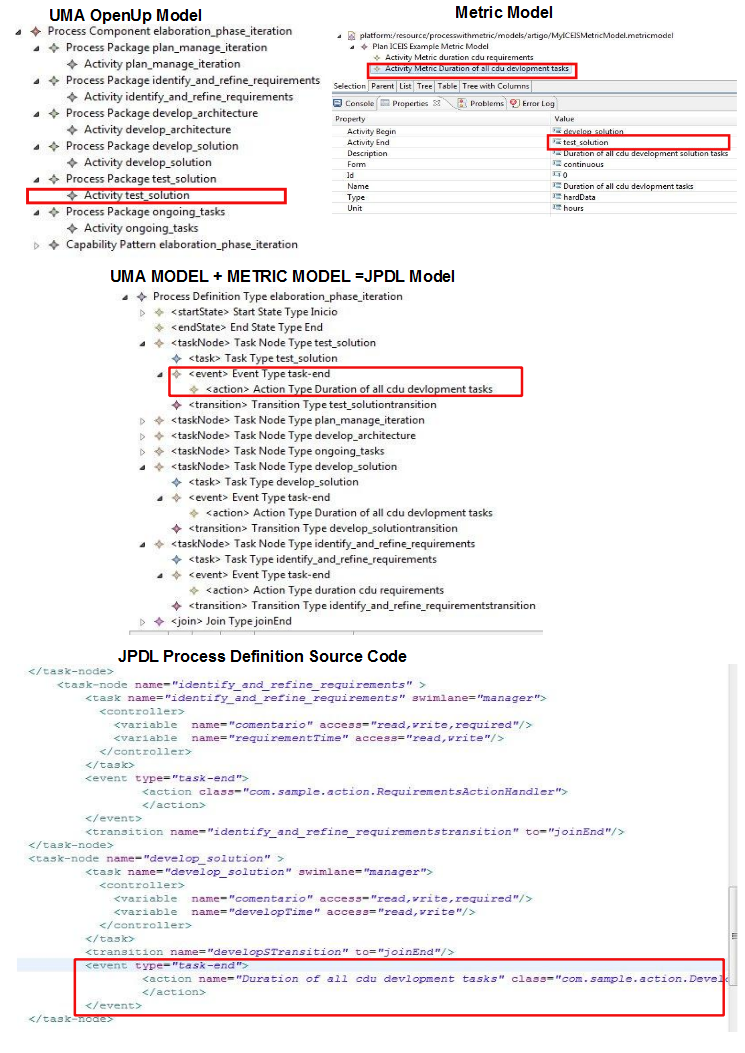 UMA OpenUp Model
Process Component elaboration_phase_iteration
Process Package plan_manage_iteration
Activity plan_manage_iteration
Process Package identify_and_refine_requirements
Activity identify_and_refine_requirements
Process Package develop_architecture
Activity develop_architecture
Process Package develop_solution
Activity develop_solution
Process Package test_solution
Activity test_solution
Process Package ongoing_tasks
Activity ongoing_tasks
Capability Pattern elaboration_phase_iteration
Metric Model
platform:/resource/processwithmetric/models/artigo/MyICEISMetricModel.metricmodel
Plan ICEIS Example Metric Model
Activity Metric duration cdu requirements
Activity Metric Duration of all cdu devlopment tasks
Selection Parent List Tree Table Tree with Columns
Console Properties Problems Error Log
Property Value
Activity Begin develop_solution
Activity End test_solution
Description Duration of all cdu development solution tasks
Form continuous
Id 0
Name Duration of all cdu devlopment tasks
Type hardData
Unit hours
UMA MODEL + METRIC MODEL =JPDL Model
Process Definition Type elaboration_phase_iteration
<startState> Start State Type Inicio
<endState> End State Type End
<taskNode> Task Node Type test_solution
<task> Task Type test_solution
<event> Event Type task-end
<action> Action Type Duration of all cdu devlopment tasks
<transition> Transition Type test_solutiontransition
<taskNode> Task Node Type plan_manage_iteration
<taskNode> Task Node Type develop_architecture
<taskNode> Task Node Type ongoing_tasks
<taskNode> Task Node Type develop_solution
<task> Task Type develop_solution
<event> Event Type task-end
<action> Action Type Duration of all cdu devlopment tasks
<transition> Transition Type develop_solutiontransition
<taskNode> Task Node Type identify_and_refine_requirements
<task> Task Type identify_and_refine_requirements
<event> Event Type task-end
<action> Action Type duration cdu requirements
<transition> Transition Type identify_and_refine_requirementstransition
<join> Join Type joinEnd
JPDL Process Definition Source Code
</task-node>
<task-node name="identify_and_refine_requirements" >
<task name="identify_and_refine_requirements" swimlane="manager">
<controller>
<variable name="comentario" access="read,write,required"/>
<variable name="requirementTime" access="read,write"/>
</controller>
</task>
<event type="task-end">
<action class="com.sample.action.RequirementsActionHandler">
</action>
</event>
<transition name="identify_and_refine_requirementstransition" to="joinEnd"/>
</task-node>
<task-node name="develop_solution" >
<task name="develop_solution" swimlane="manager">
<controller>
<variable name="comentario" access="read,write,required"/>
<variable name="developTime" access="read,write"/>
</controller>
</task>
<transition name="developSTransition" to="joinEnd"/>
<event type="task-end">
<action name="Duration of all cdu devlopment tasks" class="com.sample.action.Devel
</action>
</event>
</task-node>